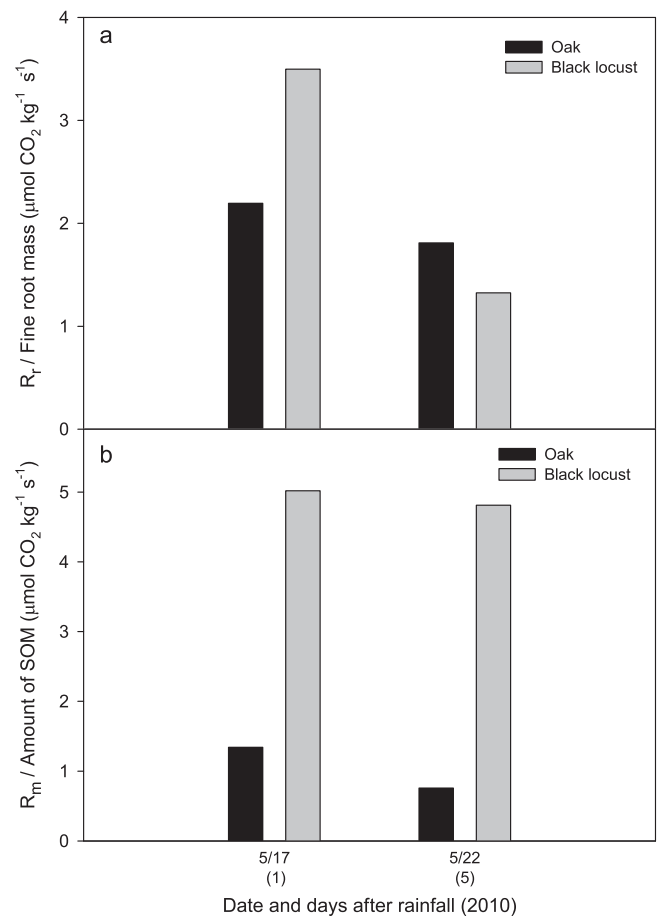 a
Oak
Black locust
4
3
2
1
0
Rᵣ / Fine root mass (μmol CO₂ kg⁻¹ s¹)
b
Oak
Black locust
5
4
3
2
1
0
Rₘ / Amount of SOM (μmol CO₂ kg⁻¹ s⁻¹)
5/17 5/22
(1) (5)
Date and days after rainfall (2010)